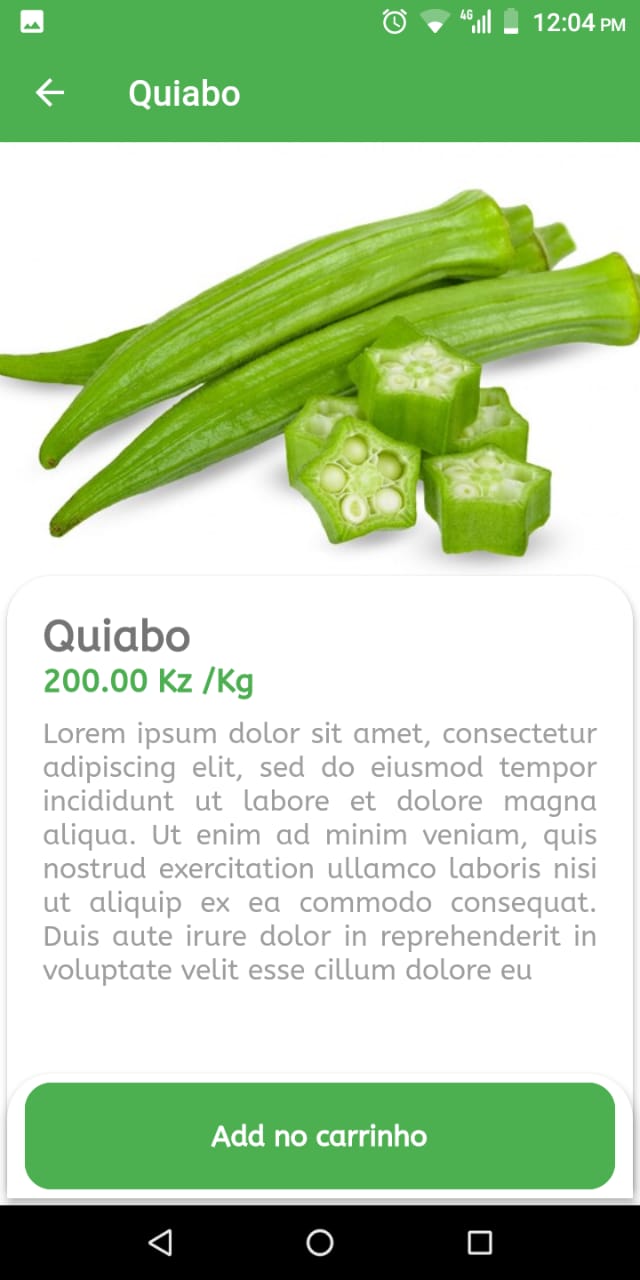 4G 12:04 PM
Quiabo
Quiabo
200.00 Kz /Kg
Lorem ipsum dolor sit amet, consectetur
adipiscing elit, sed do eiusmod tempor
incididunt ut labore et dolore magna
aliqua. Ut enim ad minim veniam, quis
nostrud exercitation ullamco laboris nisi
ut aliquip ex ea commodo consequat.
Duis aute irure dolor in reprehenderit in
voluptate velit esse cillum dolore eu
Add no carrinho